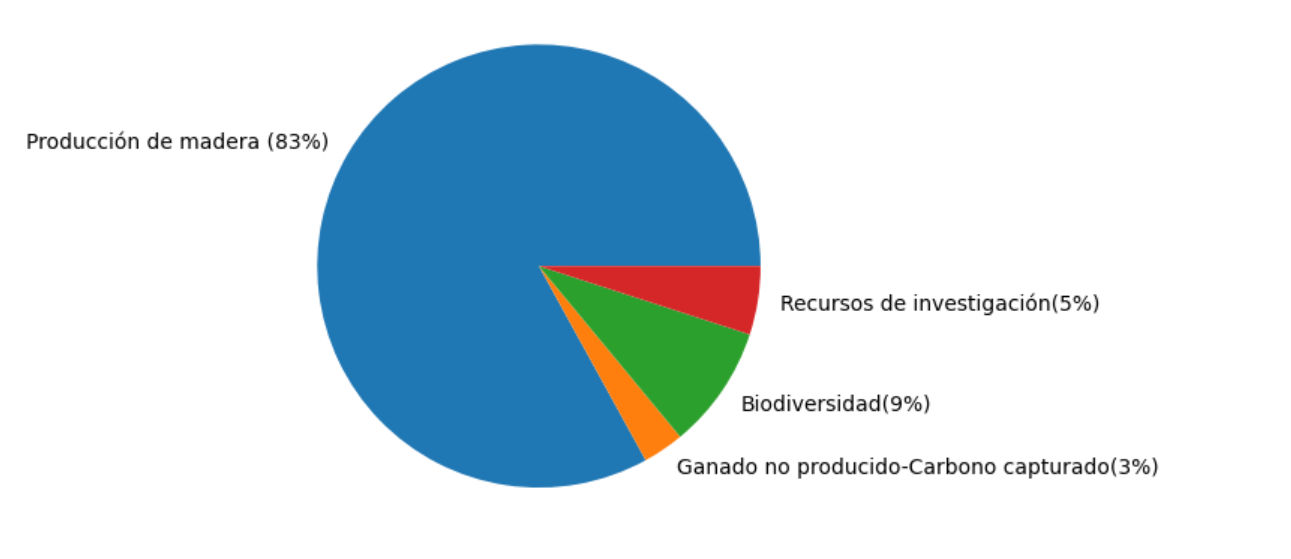 Producción de madera (83%)
Recursos de investigación(5%)
Biodiversidad(9%)
Ganado no producido-Carbono capturado(3%)